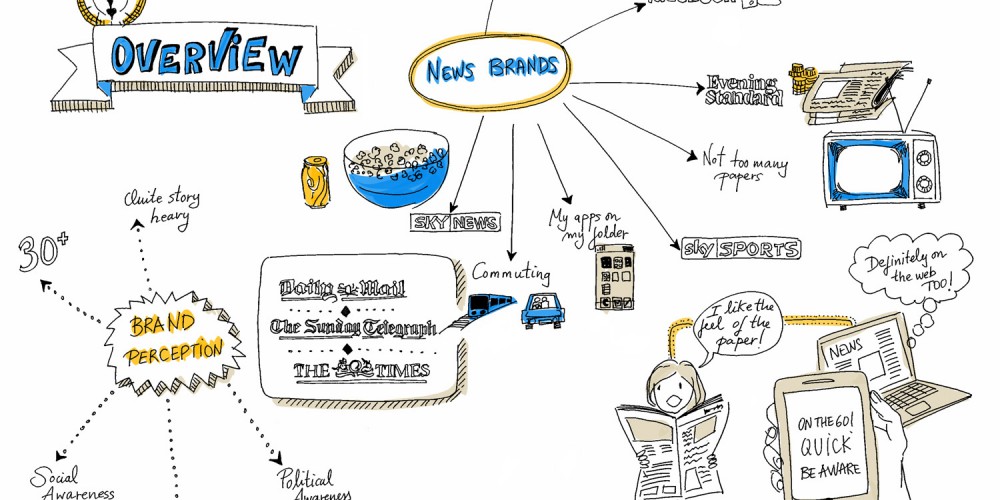 OVERVIEW
NEWS BRANDS
Evening
Standard
Not too many
papers
SKY NEWS
My apps on
my folder
sky SPORTS
Commuting
Daily Mail
The Sunday Telegraph
THE TIMES
Quite story
heavy
30+
BRAND
PERCEPTION
Social
Awareness
Political
Awareness
I like the
feel of the
paper!
Definitely on
the web
TOO!
NEWS
ON THE GO!
QUICK
BE AWARE